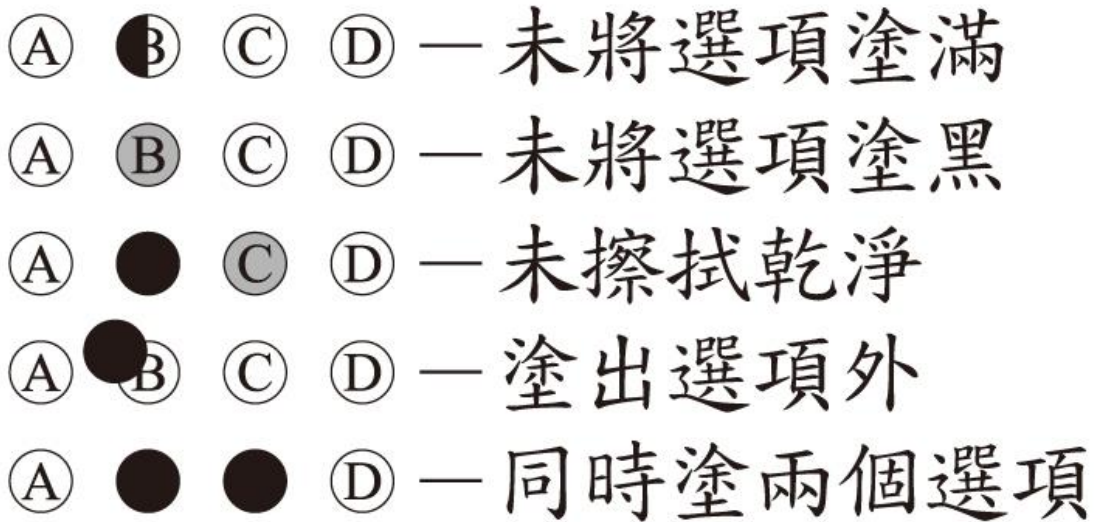 Ⓐ Ⓑ Ⓒ Ⓓ — 未將選項塗滿
Ⓐ Ⓑ Ⓒ Ⓓ — 未將選項塗黑
Ⓐ ● Ⓒ Ⓓ — 未擦拭乾淨
Ⓐ Ⓑ Ⓒ Ⓓ — 塗出選項外
Ⓐ ● ● Ⓓ — 同時塗兩個選項